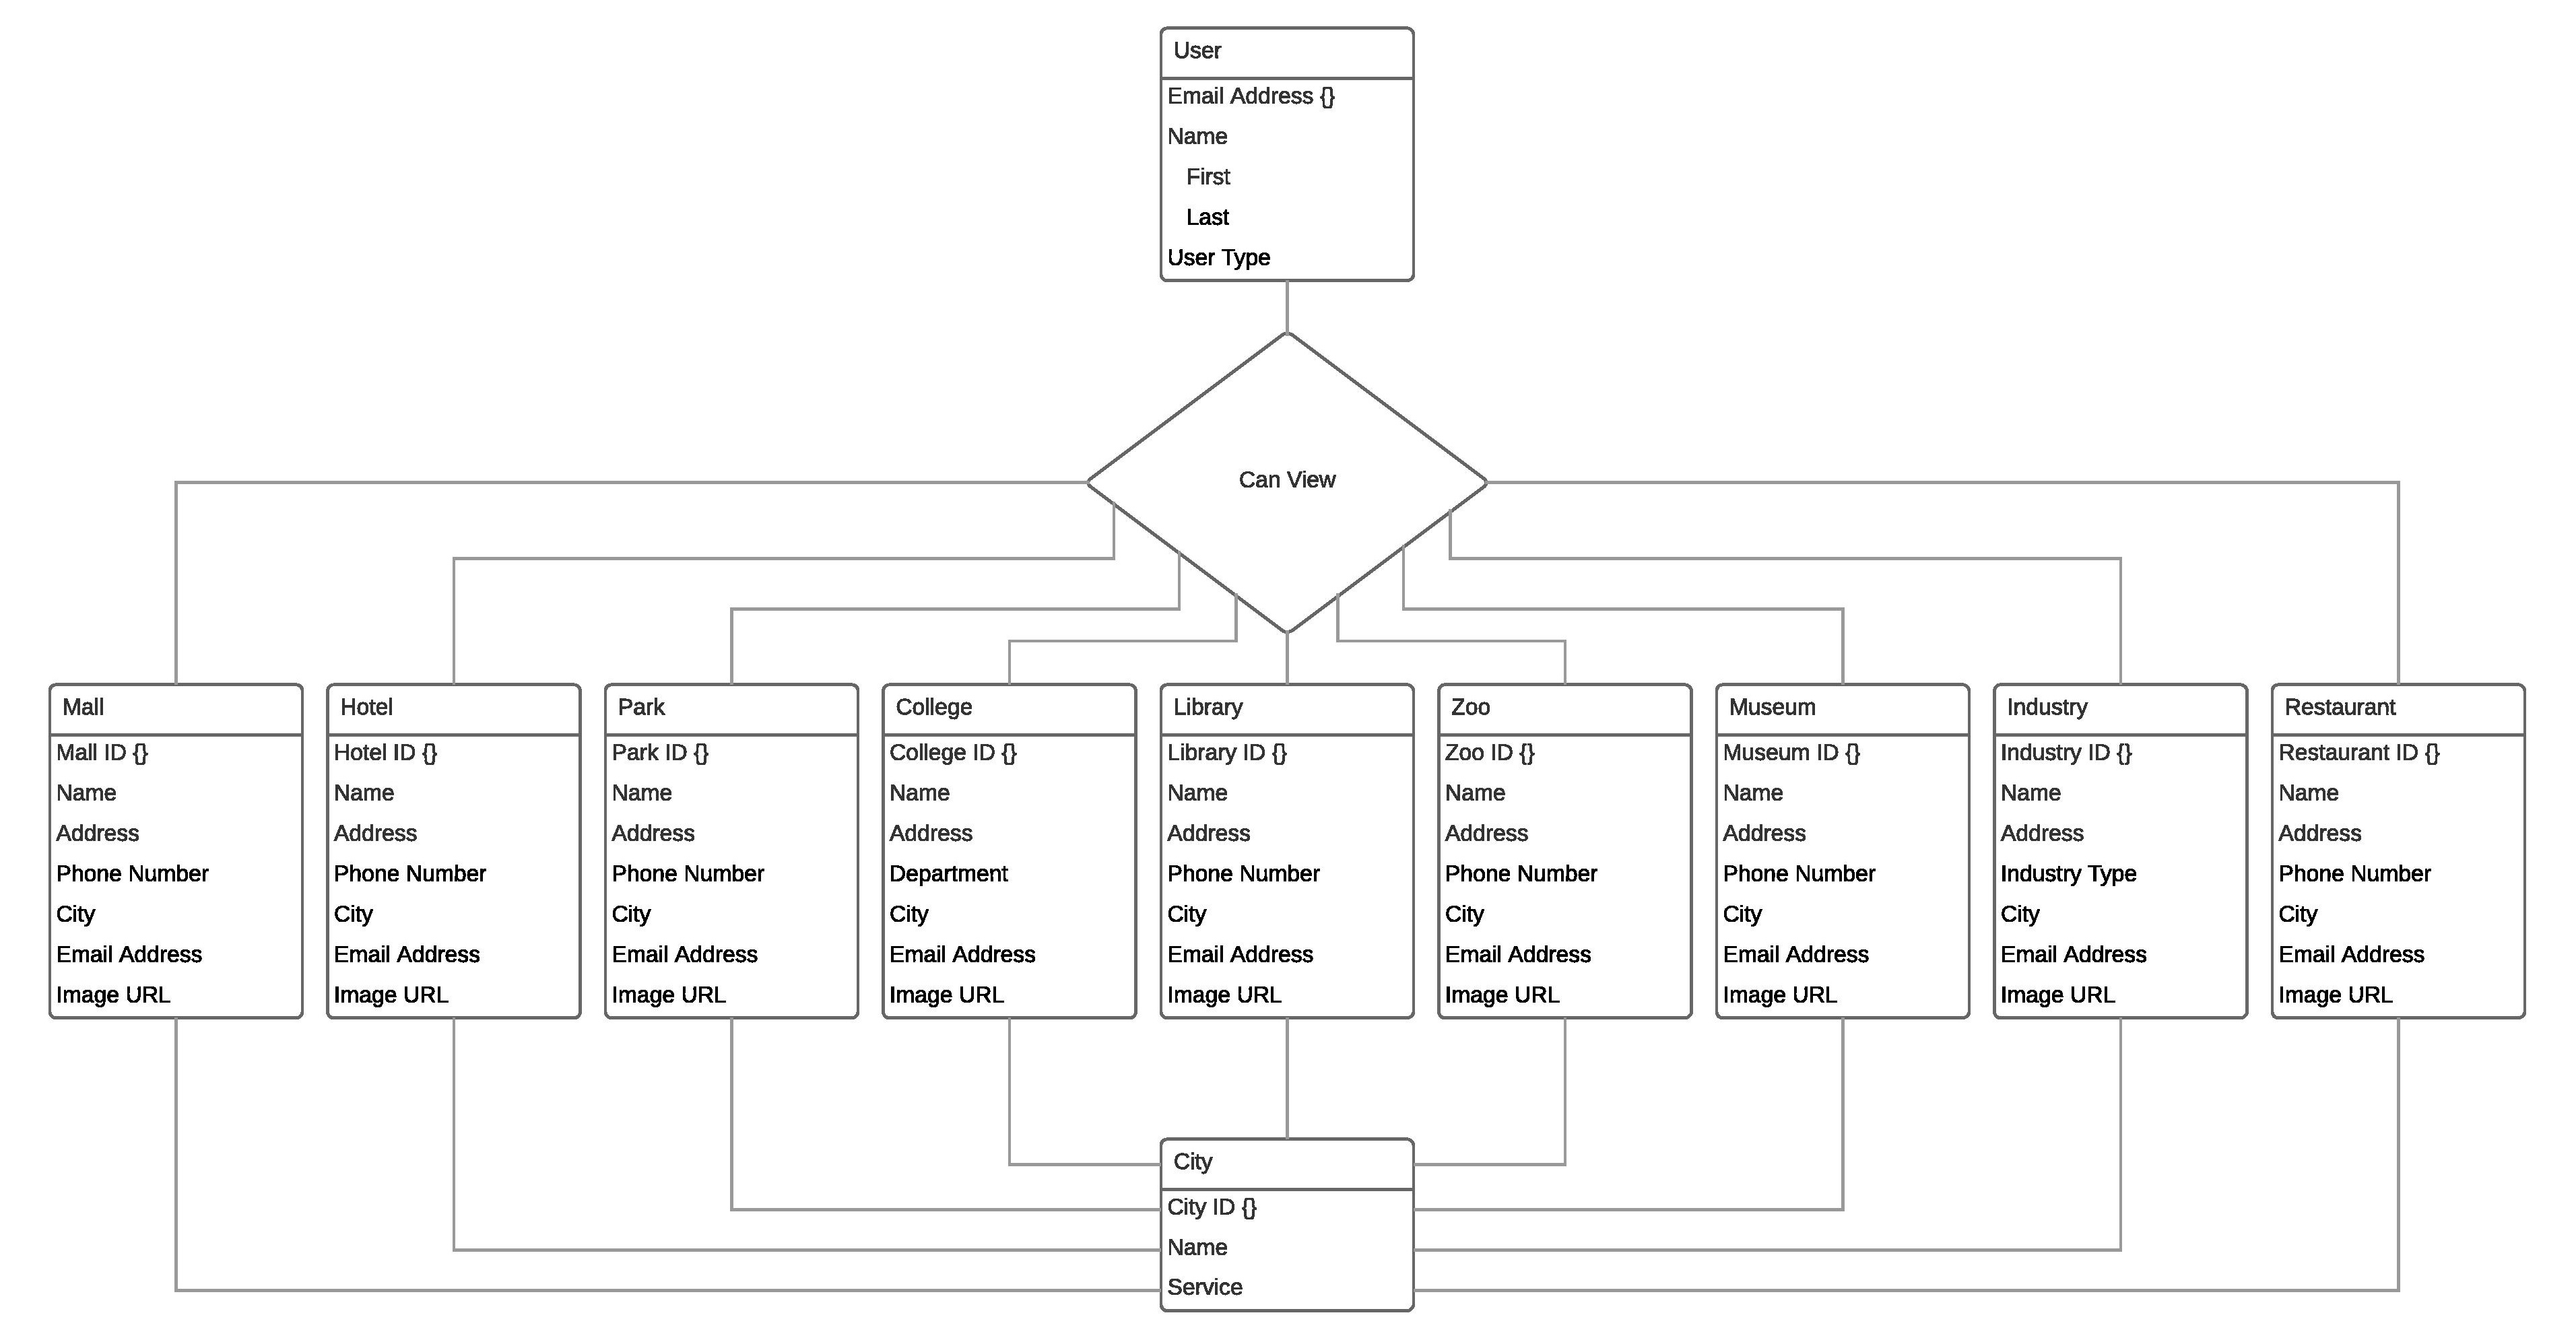 User
Email Address {}
Name
First
Last
User Type
Can View
Mall
Mall ID {}
Name
Address
Phone Number
City
Email Address
Image URL
Hotel
Hotel ID {}
Name
Address
Phone Number
City
Email Address
Image URL
Park
Park ID {}
Name
Address
Phone Number
City
Email Address
Image URL
College
College ID {}
Name
Address
Department
City
Email Address
Image URL
Library
Library ID {}
Name
Address
Phone Number
City
Email Address
Image URL
Zoo
Zoo ID {}
Name
Address
Phone Number
City
Email Address
Image URL
Museum
Museum ID {}
Name
Address
Phone Number
City
Email Address
Image URL
Industry
Industry ID {}
Name
Address
Industry Type
City
Email Address
Image URL
Restaurant
Restaurant ID {}
Name
Address
Phone Number
City
Email Address
Image URL
City
City ID {}
Name
Service